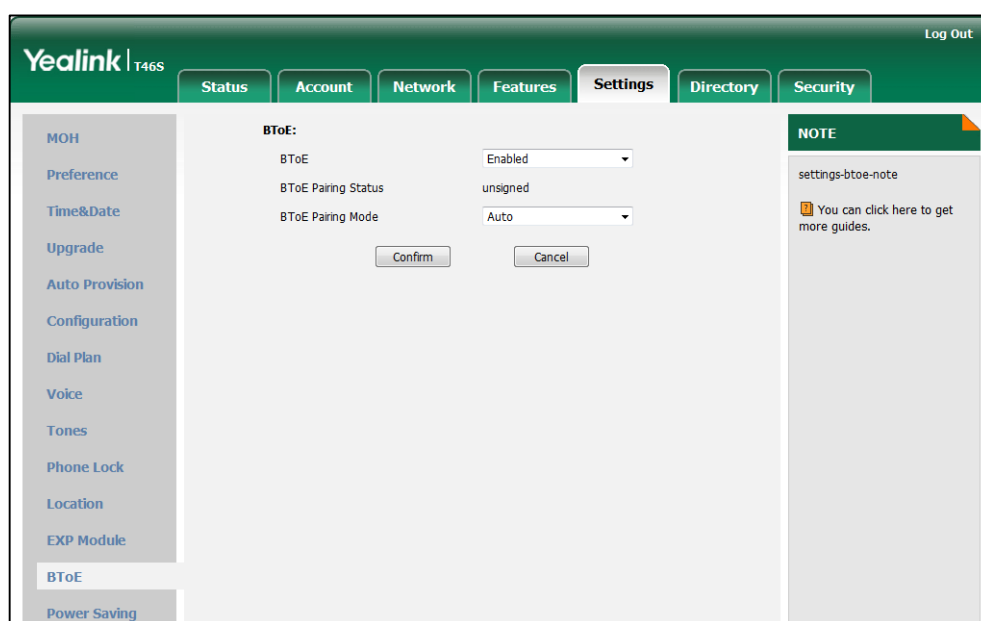 Log Out
Yealink | T46S
Status Account Network Features Settings Directory Security
MOH
Preference
Time&Date
Upgrade
Auto Provision
Configuration
Dial Plan
Voice
Tones
Phone Lock
Location
EXP Module
BToE
Power Saving
BToE:
BToE Enabled
BToE Pairing Status unsigned
BToE Pairing Mode Auto
Confirm Cancel
NOTE
settings-btoe-note
You can click here to get
more guides.